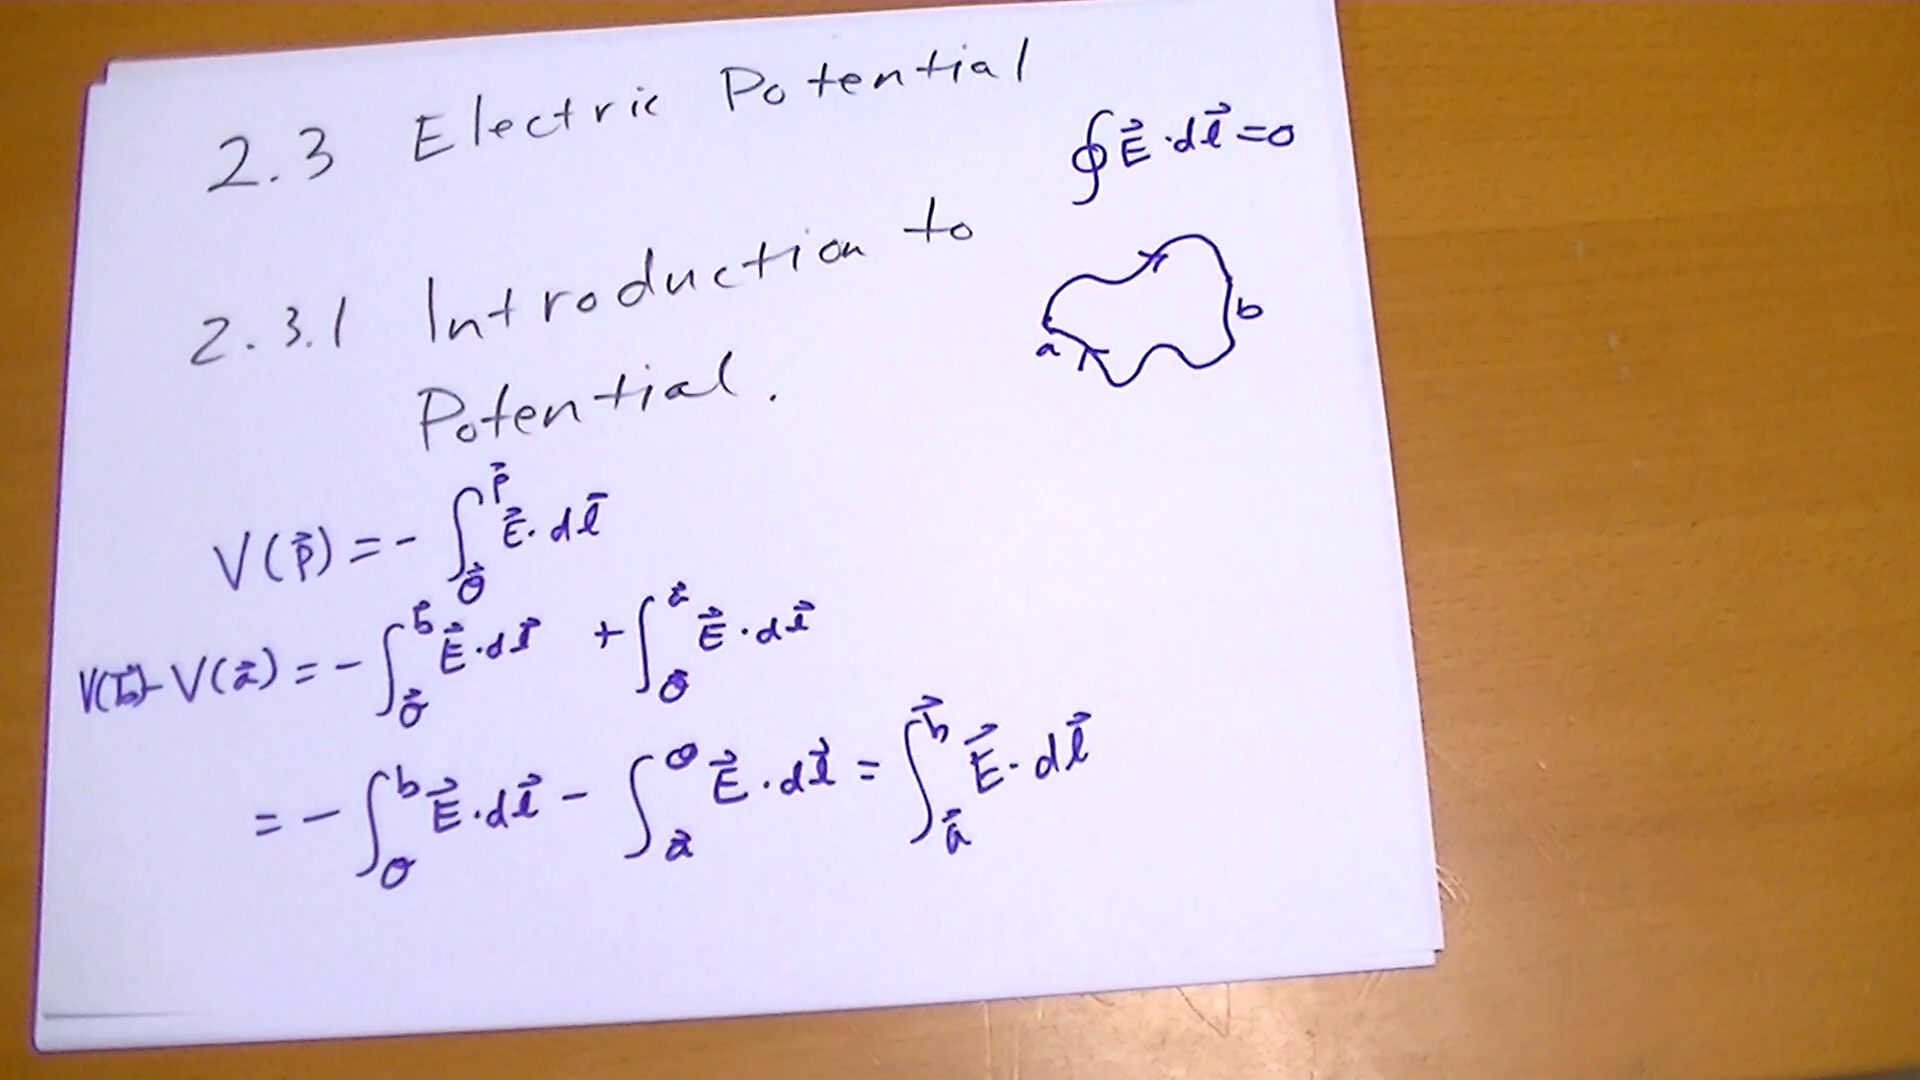 2.3 Electric Potential
∮E⃗·dl⃗=0
2.3.1 Introduction to
Potential.
a
b
V(p⃗)=-∫_O⃗^p⃗ E⃗·dl⃗
V(b⃗)-V(a⃗)=-∫_O⃗^b⃗ E⃗·dl⃗ +∫_O⃗^a⃗ E⃗·dl⃗
=-∫_O^b E⃗·dl⃗-∫_a⃗^O E⃗·dl⃗=∫_a⃗^b⃗ E⃗·dl⃗